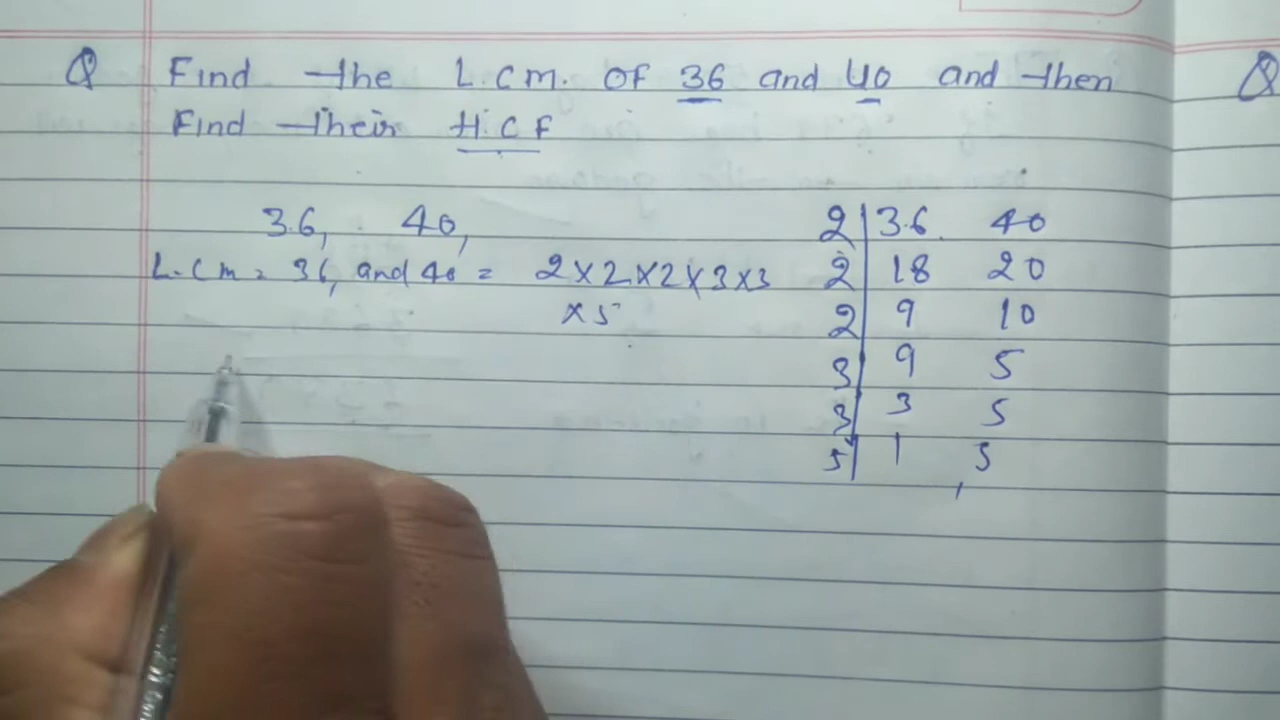 Q Find the L.C.M. OF 36 and 40 and then Q
Find their H.C.F
36, 40,
L.C.M = 36, and 40 = 2×2×2×3×3
×5
2 36 40
2 18 20
2 9 10
3 9 5
3 3 5
5 1 5